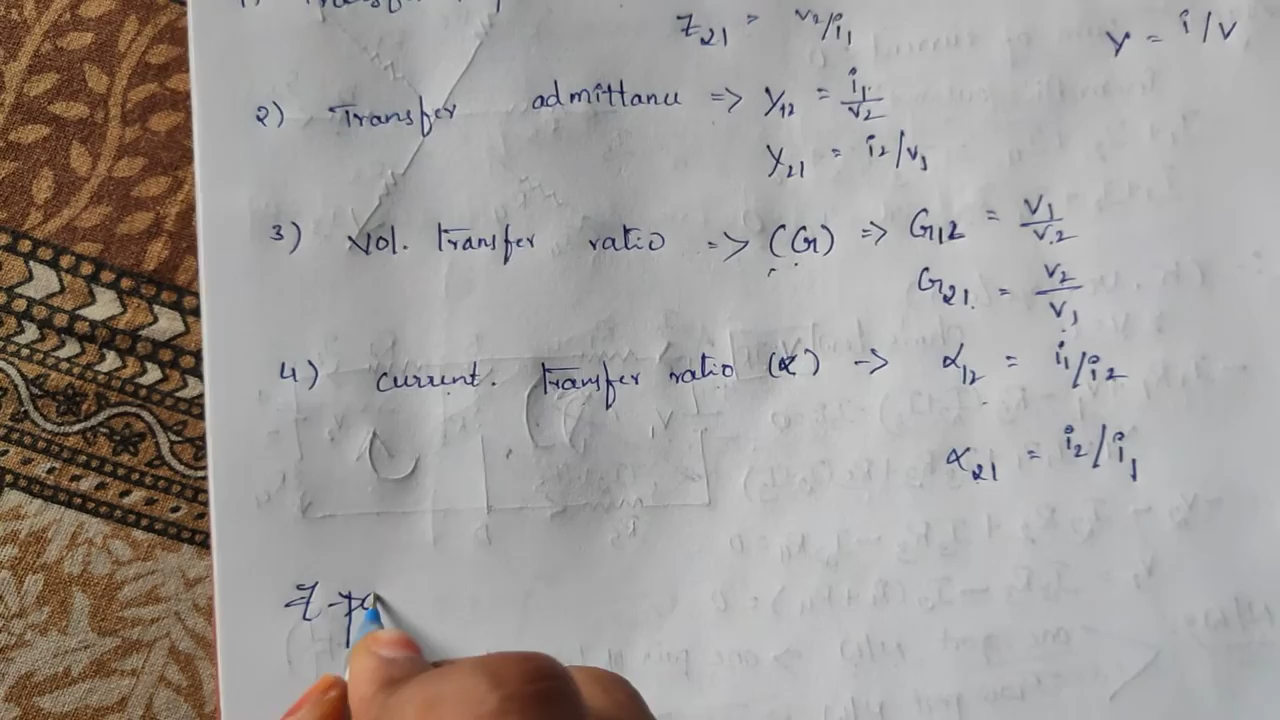 Z21 = v2/i1
Y = i/v
2) Transfer admittanu => Y12 = i1/v2
Y21 = i2/v1
3) Vol. Transfer ratio => (G) => G12 = V1/V2
G21 = V2/V1
4) current. Transfer ratio (α) -> α12 = i1/i2
α21 = i2/i1
Z-pa